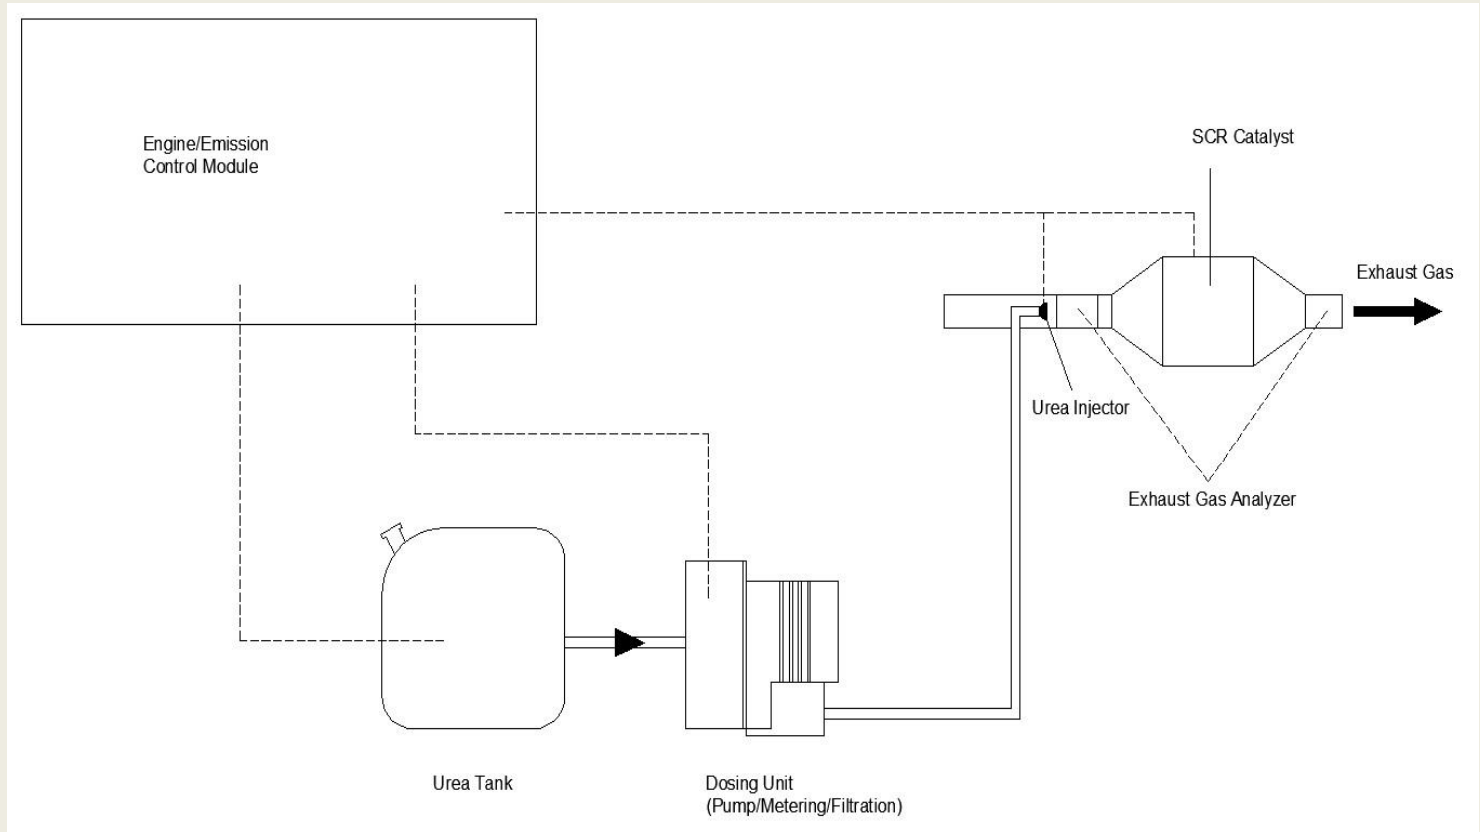 Engine/Emission
Control Module
SCR Catalyst
Exhaust Gas
Urea Injector
Exhaust Gas Analyzer
Urea Tank
Dosing Unit
(Pump/Metering/Filtration)